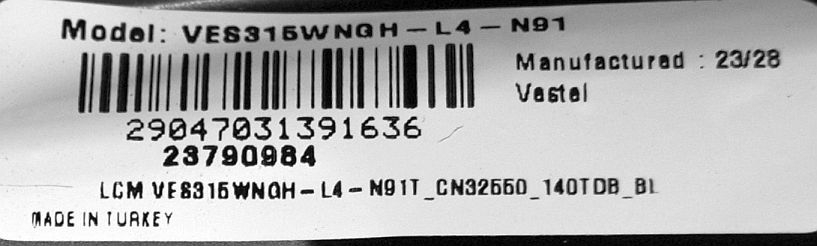 Model: VES315WNGH-L4-N91
Manufactured : 23/28
Vestel
29047031391636
23790984
LCM VES315WNGH-L4-N91T_CN32550_140TDB_BL
MADE IN TURKEY